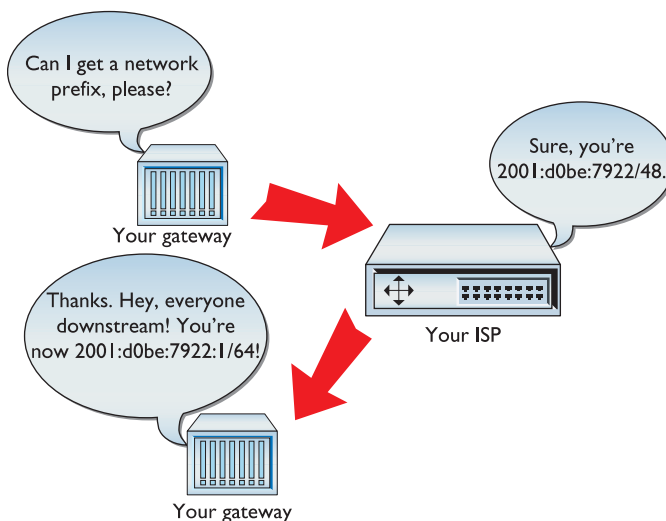 Can I get a network
prefix, please?
Your gateway
Sure, you're
2001:d0be:7922/48.
Your ISP
Thanks. Hey, everyone
downstream! You're
now 2001:d0be:7922:1/64!
Your gateway